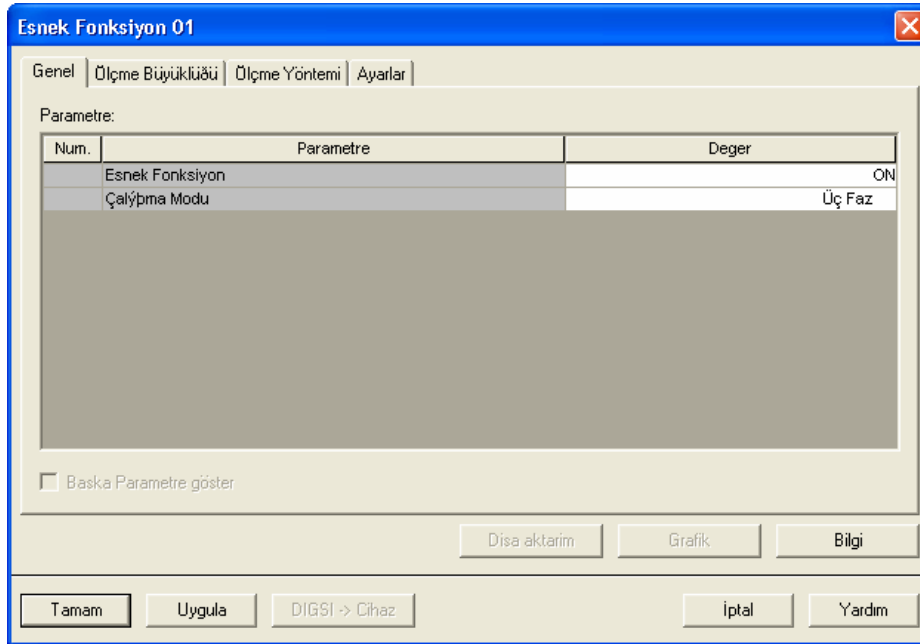 Esnek Fonksiyon 01
Genel Ölçme Büyüklüðü Ölçme Yöntemi Ayarlar
Parametre:
Num. Parametre Deger
Esnek Fonksiyon ON
Çalýþma Modu Üç Faz
Baska Parametre göster
Disa aktarim Grafik Bilgi
Tamam Uygula DIGSI -> Cihaz İptal Yardım